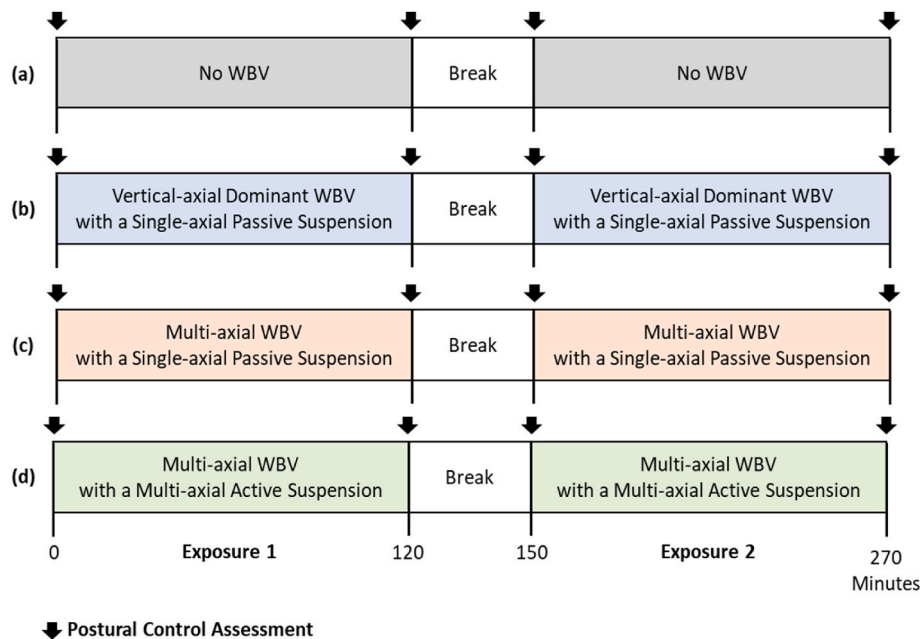 (a)
No WBV
Break
No WBV
(b)
Vertical-axial Dominant WBV
with a Single-axial Passive Suspension
Break
Vertical-axial Dominant WBV
with a Single-axial Passive Suspension
(c)
Multi-axial WBV
with a Single-axial Passive Suspension
Break
Multi-axial WBV
with a Single-axial Passive Suspension
(d)
Multi-axial WBV
with a Multi-axial Active Suspension
Break
Multi-axial WBV
with a Multi-axial Active Suspension
0
Exposure 1
120
150
Exposure 2
270
Minutes
Postural Control Assessment